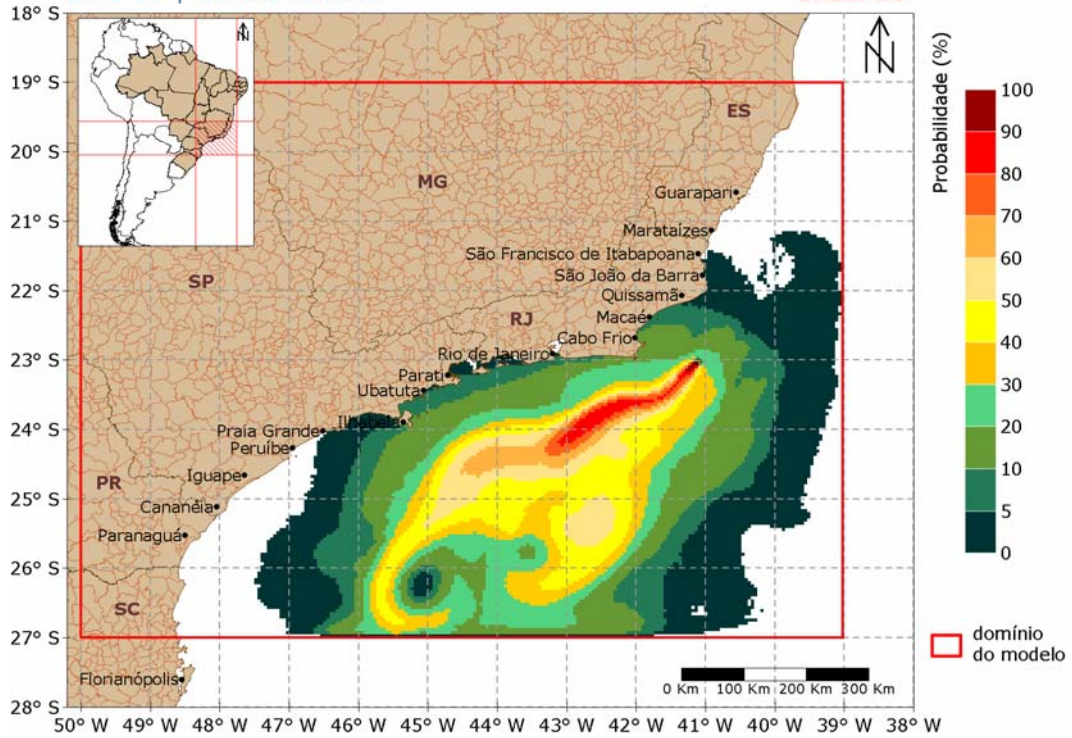 18° S
19° S
20° S
21° S
22° S
23° S
24° S
25° S
26° S
27° S
28° S
50° W 49° W 48° W 47° W 46° W 45° W 44° W 43° W 42° W 41° W 40° W 39° W 38° W
N
N
ES
MG
SP
RJ
PR
SC
Guarapari
Marataízes
São Francisco de Itabapoana
São João da Barra
Quissamã
Macaé
Cabo Frio
Rio de Janeiro
Parati
Ubatuta
Ilhabela
Praia Grande
Peruíbe
Iguape
Cananéia
Paranaguá
Florianópolis
0 Km 100 Km 200 Km 300 Km
Probabilidade (%)
100
90
80
70
60
50
40
30
20
10
5
0
domínio
do modelo